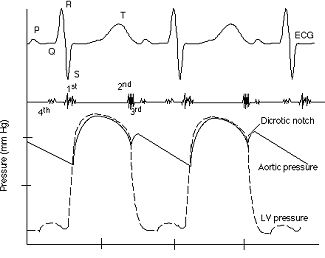 R
P
T
Q
ECG
S
1st
2nd
4th
3rd
Dicrotic notch
Aortic pressure
LV pressure
Pressure (mm Hg)